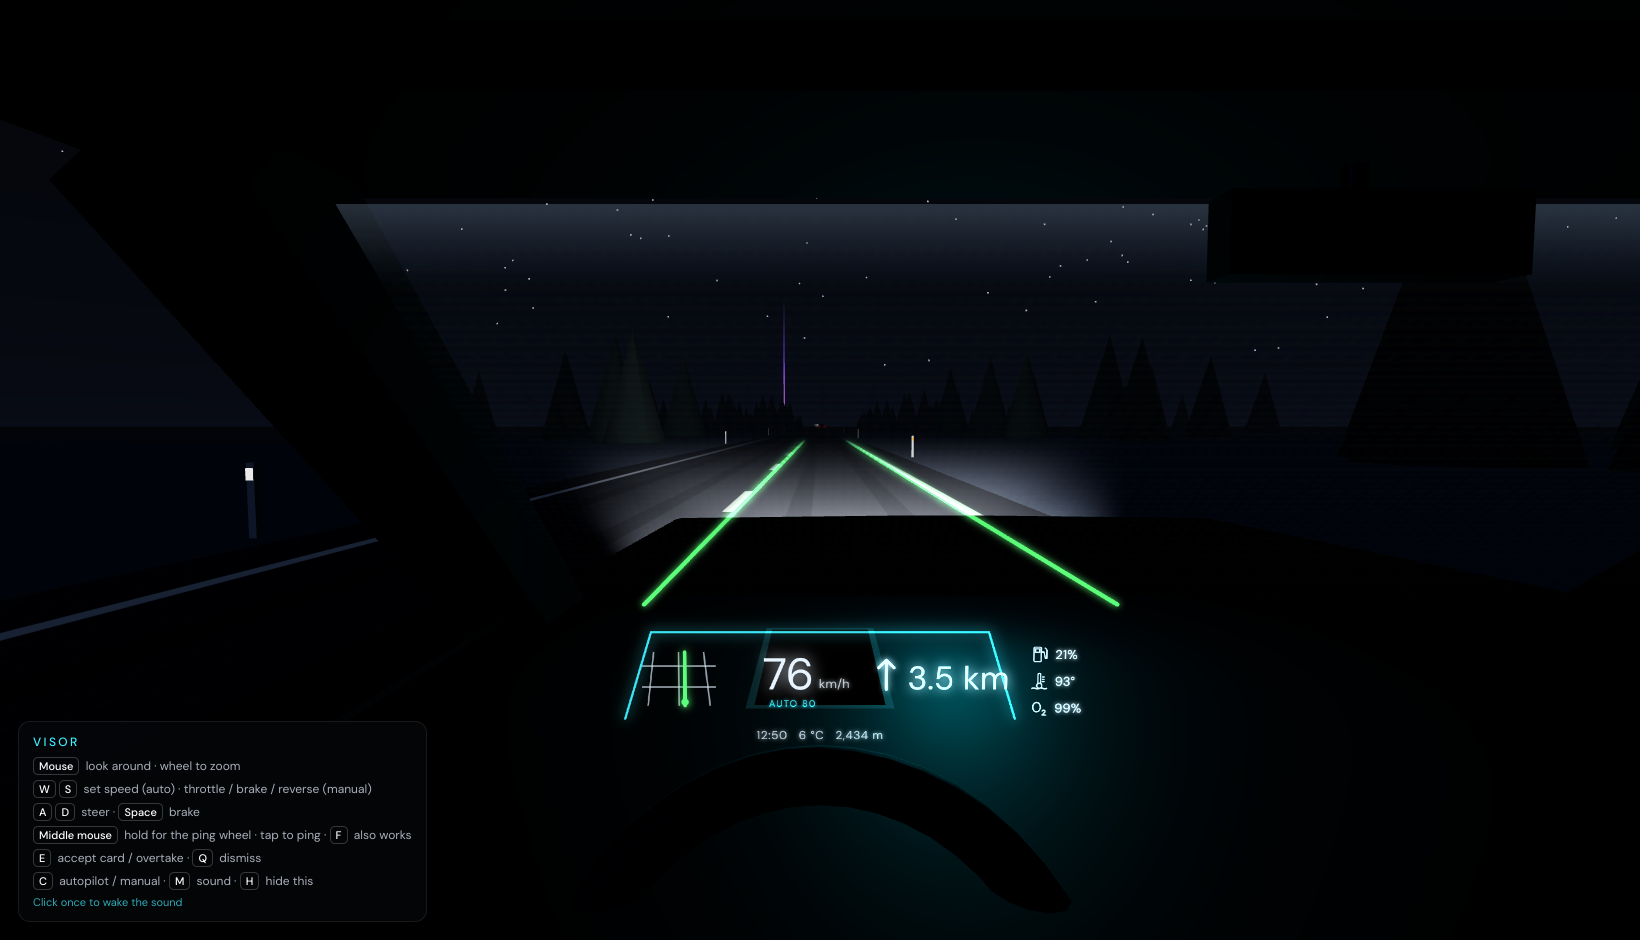 76 km/h
AUTO 80
3.5 km
21%
93°
O₂ 99%
12:50 6 °C 2,434 m
VISOR
Mouse look around · wheel to zoom
W S set speed (auto) · throttle / brake / reverse (manual)
A D steer · Space brake
Middle mouse hold for the ping wheel · tap to ping · F also works
E accept card / overtake · Q dismiss
C autopilot / manual · M sound · H hide this
Click once to wake the sound